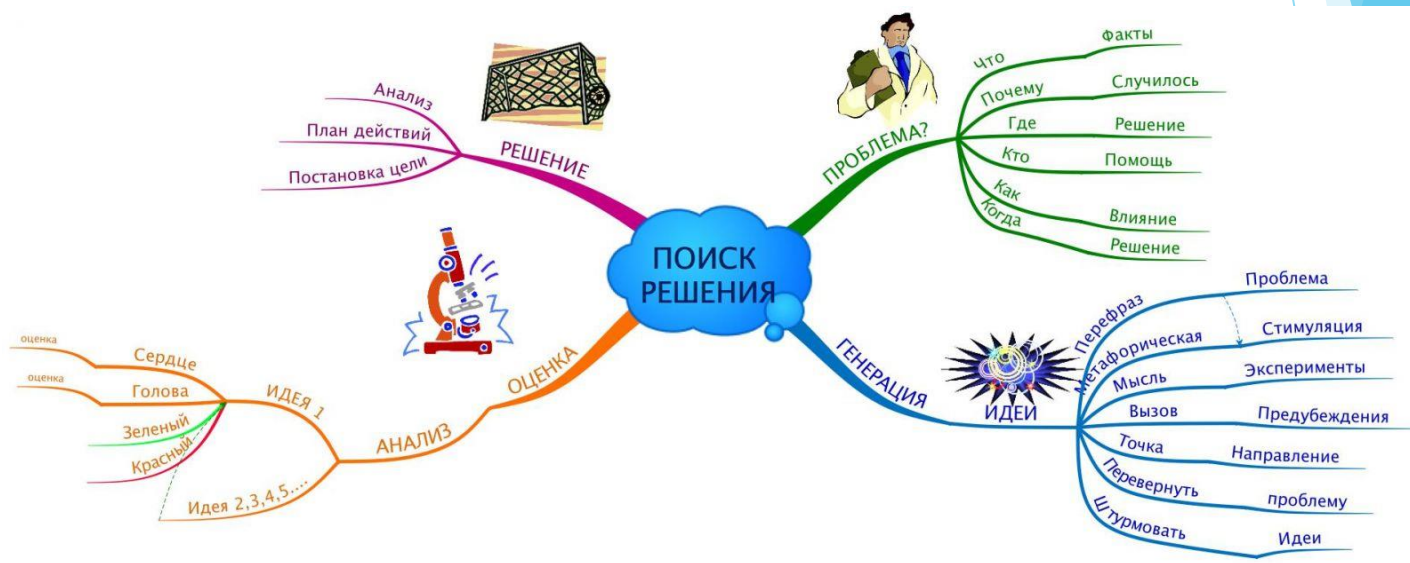 ПОИСК
РЕШЕНИЯ
ПРОБЛЕМА?
Что
Факты
Почему
Случилось
Где
Решение
Кто
Помощь
Как
Влияние
Когда
Решение
ГЕНЕРАЦИЯ
ИДЕИ
Перефраз
Проблема
Метафорическая
Стимуляция
Мысль
Эксперименты
Вызов
Предубеждения
Точка
Направление
Перевернуть
проблему
Штурмовать
Идеи
ОЦЕНКА
АНАЛИЗ
ИДЕЯ 1
Сердце
оценка
Голова
оценка
Зеленый
Красный
Идея 2,3,4,5....
РЕШЕНИЕ
Анализ
План действий
Постановка цели